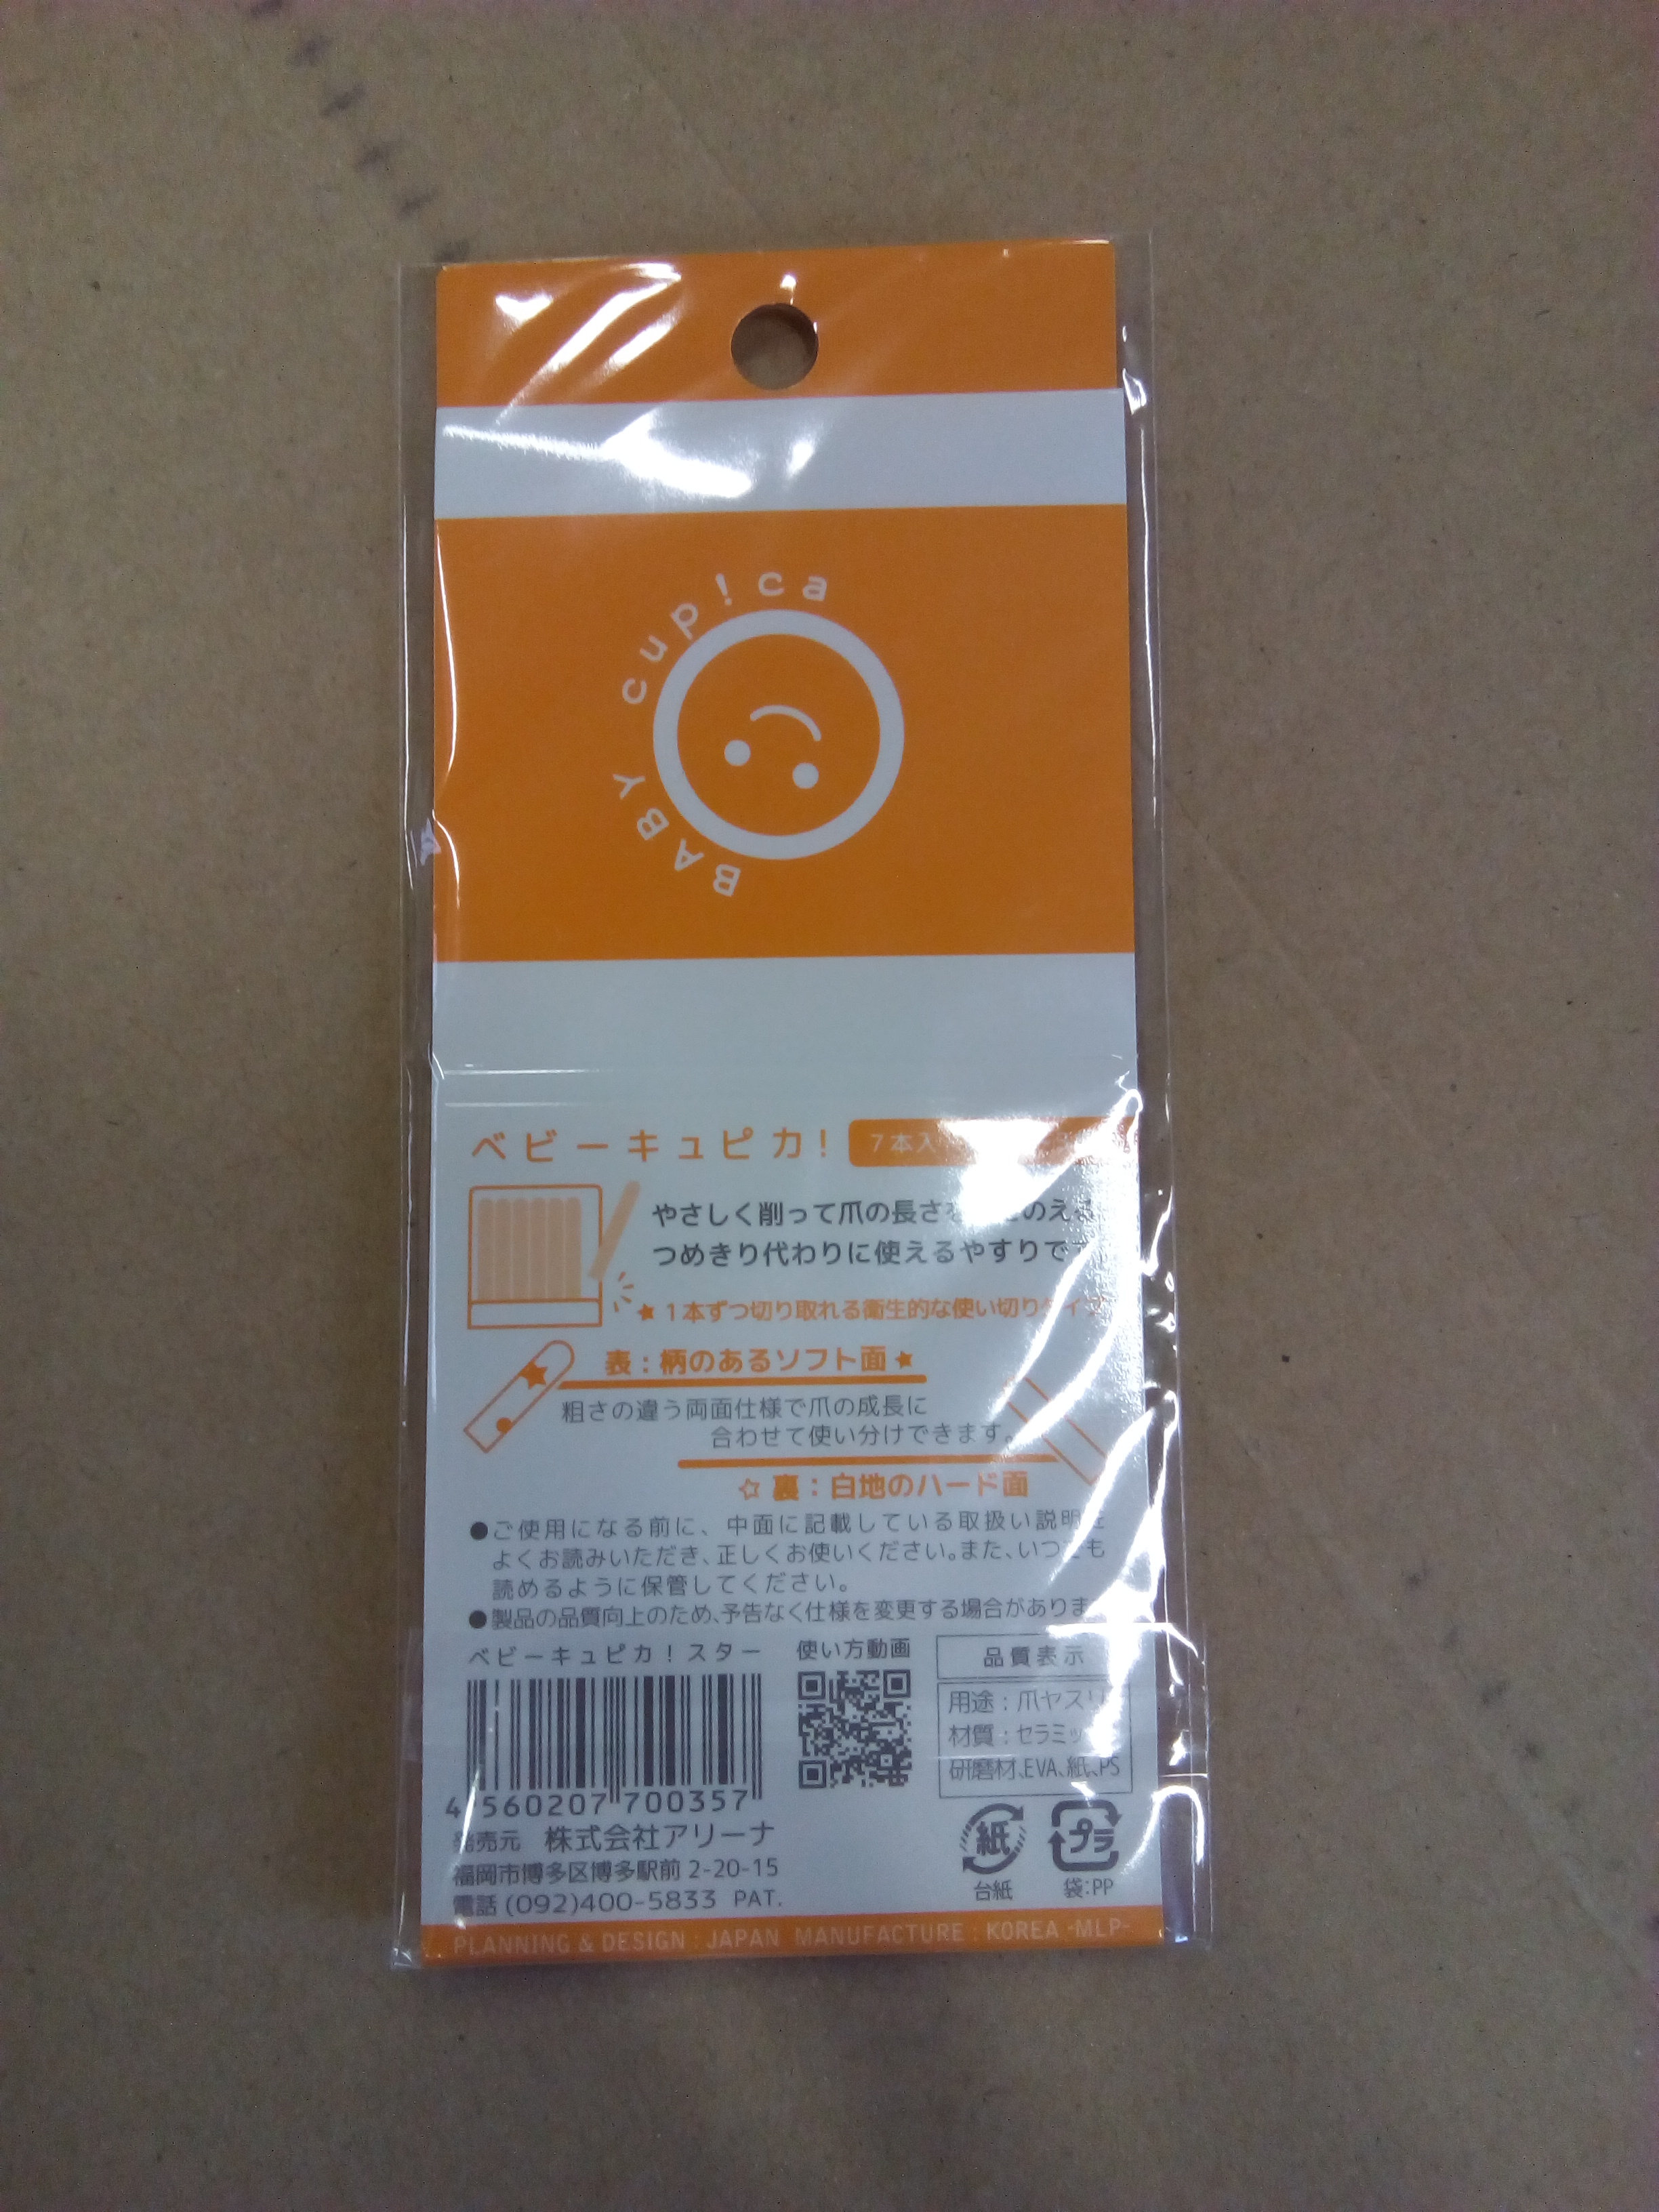 BABY cup!ca
ベビーキュピカ!
7本入
やさしく削って爪の長さを
つめきり代わりに使えるやすりで
★1本ずつ切り取れる衛生的な使い切りタイプ
表:柄のあるソフト面★
粗さの違う両面仕様で爪の成長に
合わせて使い分けできます。
☆裏:白地のハード面
●ご使用になる前に、中面に記載している取扱い説明を
よくお読みいただき、正しくお使いください。また、いつでも
読めるように保管してください。
●製品の品質向上のため、予告なく仕様を変更する場合がありま
ベビーキュピカ!スター
使い方動画
品質表示
用途:爪ヤスリ
材質:セラミッ
研磨材、EVA、紙、PS
4 560207 700357
発売元 株式会社アリーナ
福岡市博多区博多駅前 2-20-15
電話 (092)400-5833 PAT.
紙
台紙
プラ
袋:PP
PLANNING & DESIGN : JAPAN MANUFACTURE : KOREA -MLP-